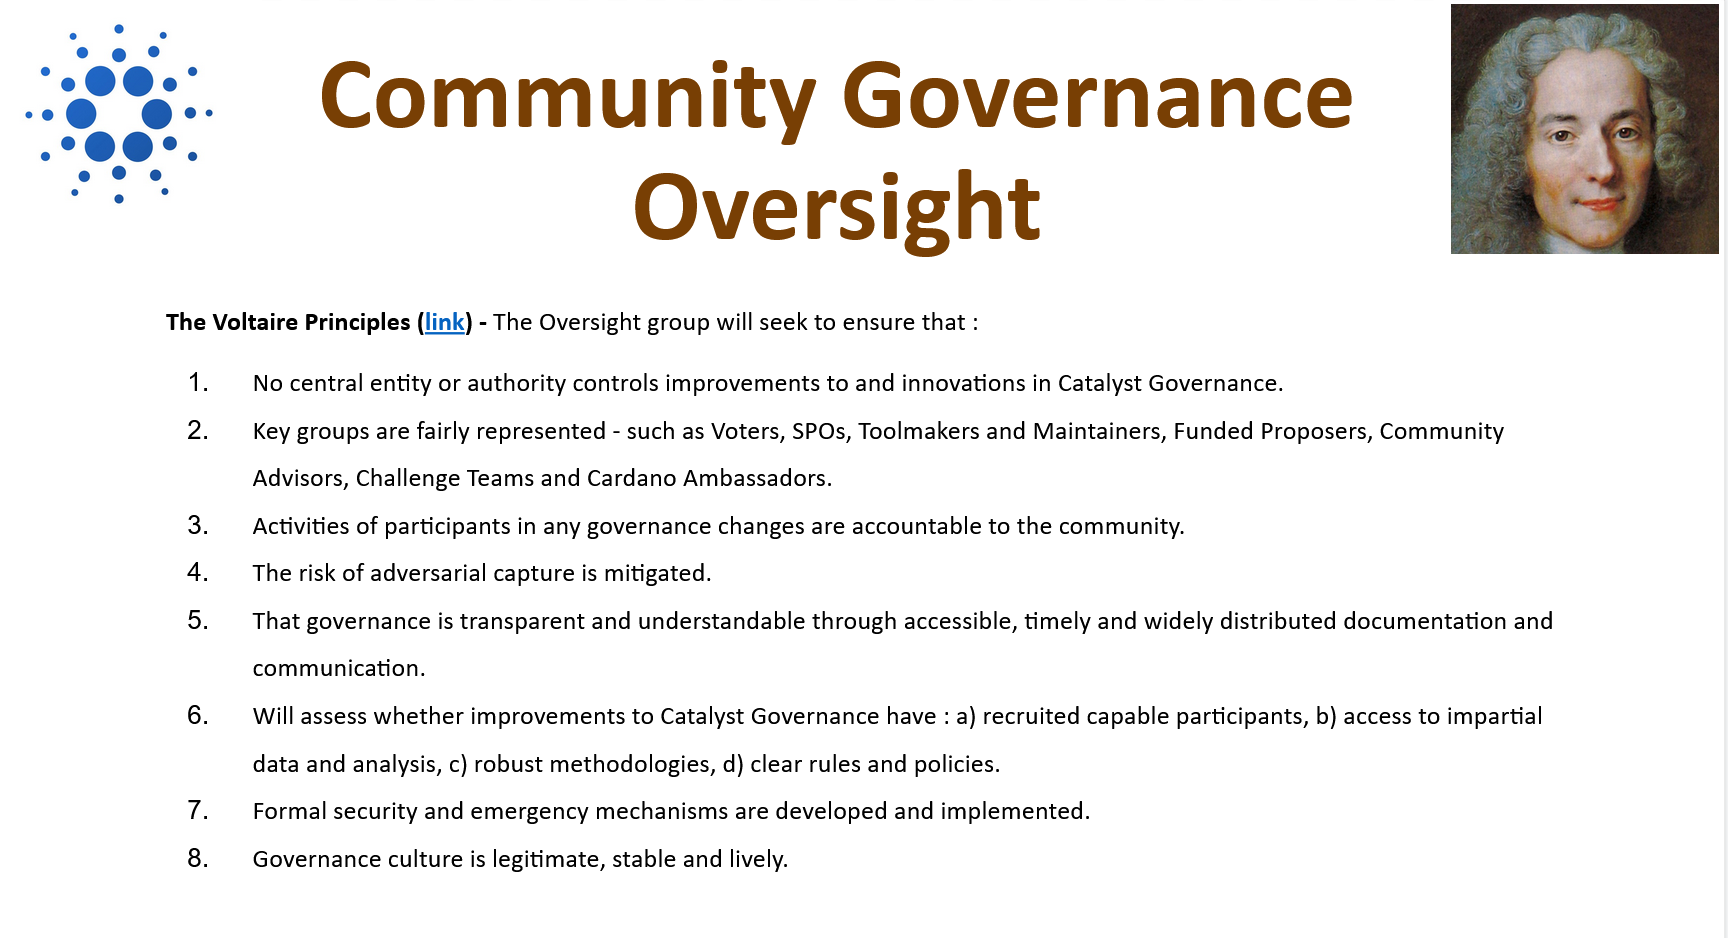 Community Governance
Oversight
The Voltaire Principles (link) - The Oversight group will seek to ensure that :
1. No central entity or authority controls improvements to and innovations in Catalyst Governance.
2. Key groups are fairly represented - such as Voters, SPOs, Toolmakers and Maintainers, Funded Proposers, Community
Advisors, Challenge Teams and Cardano Ambassadors.
3. Activities of participants in any governance changes are accountable to the community.
4. The risk of adversarial capture is mitigated.
5. That governance is transparent and understandable through accessible, timely and widely distributed documentation and
communication.
6. Will assess whether improvements to Catalyst Governance have : a) recruited capable participants, b) access to impartial
data and analysis, c) robust methodologies, d) clear rules and policies.
7. Formal security and emergency mechanisms are developed and implemented.
8. Governance culture is legitimate, stable and lively.